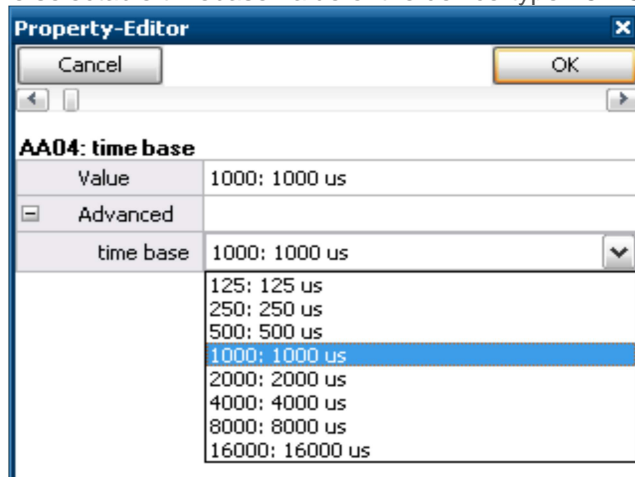 Property-Editor
Cancel OK
AA04: time base
Value 1000: 1000 us
Advanced
time base 1000: 1000 us
125: 125 us
250: 250 us
500: 500 us
1000: 1000 us
2000: 2000 us
4000: 4000 us
8000: 8000 us
16000: 16000 us